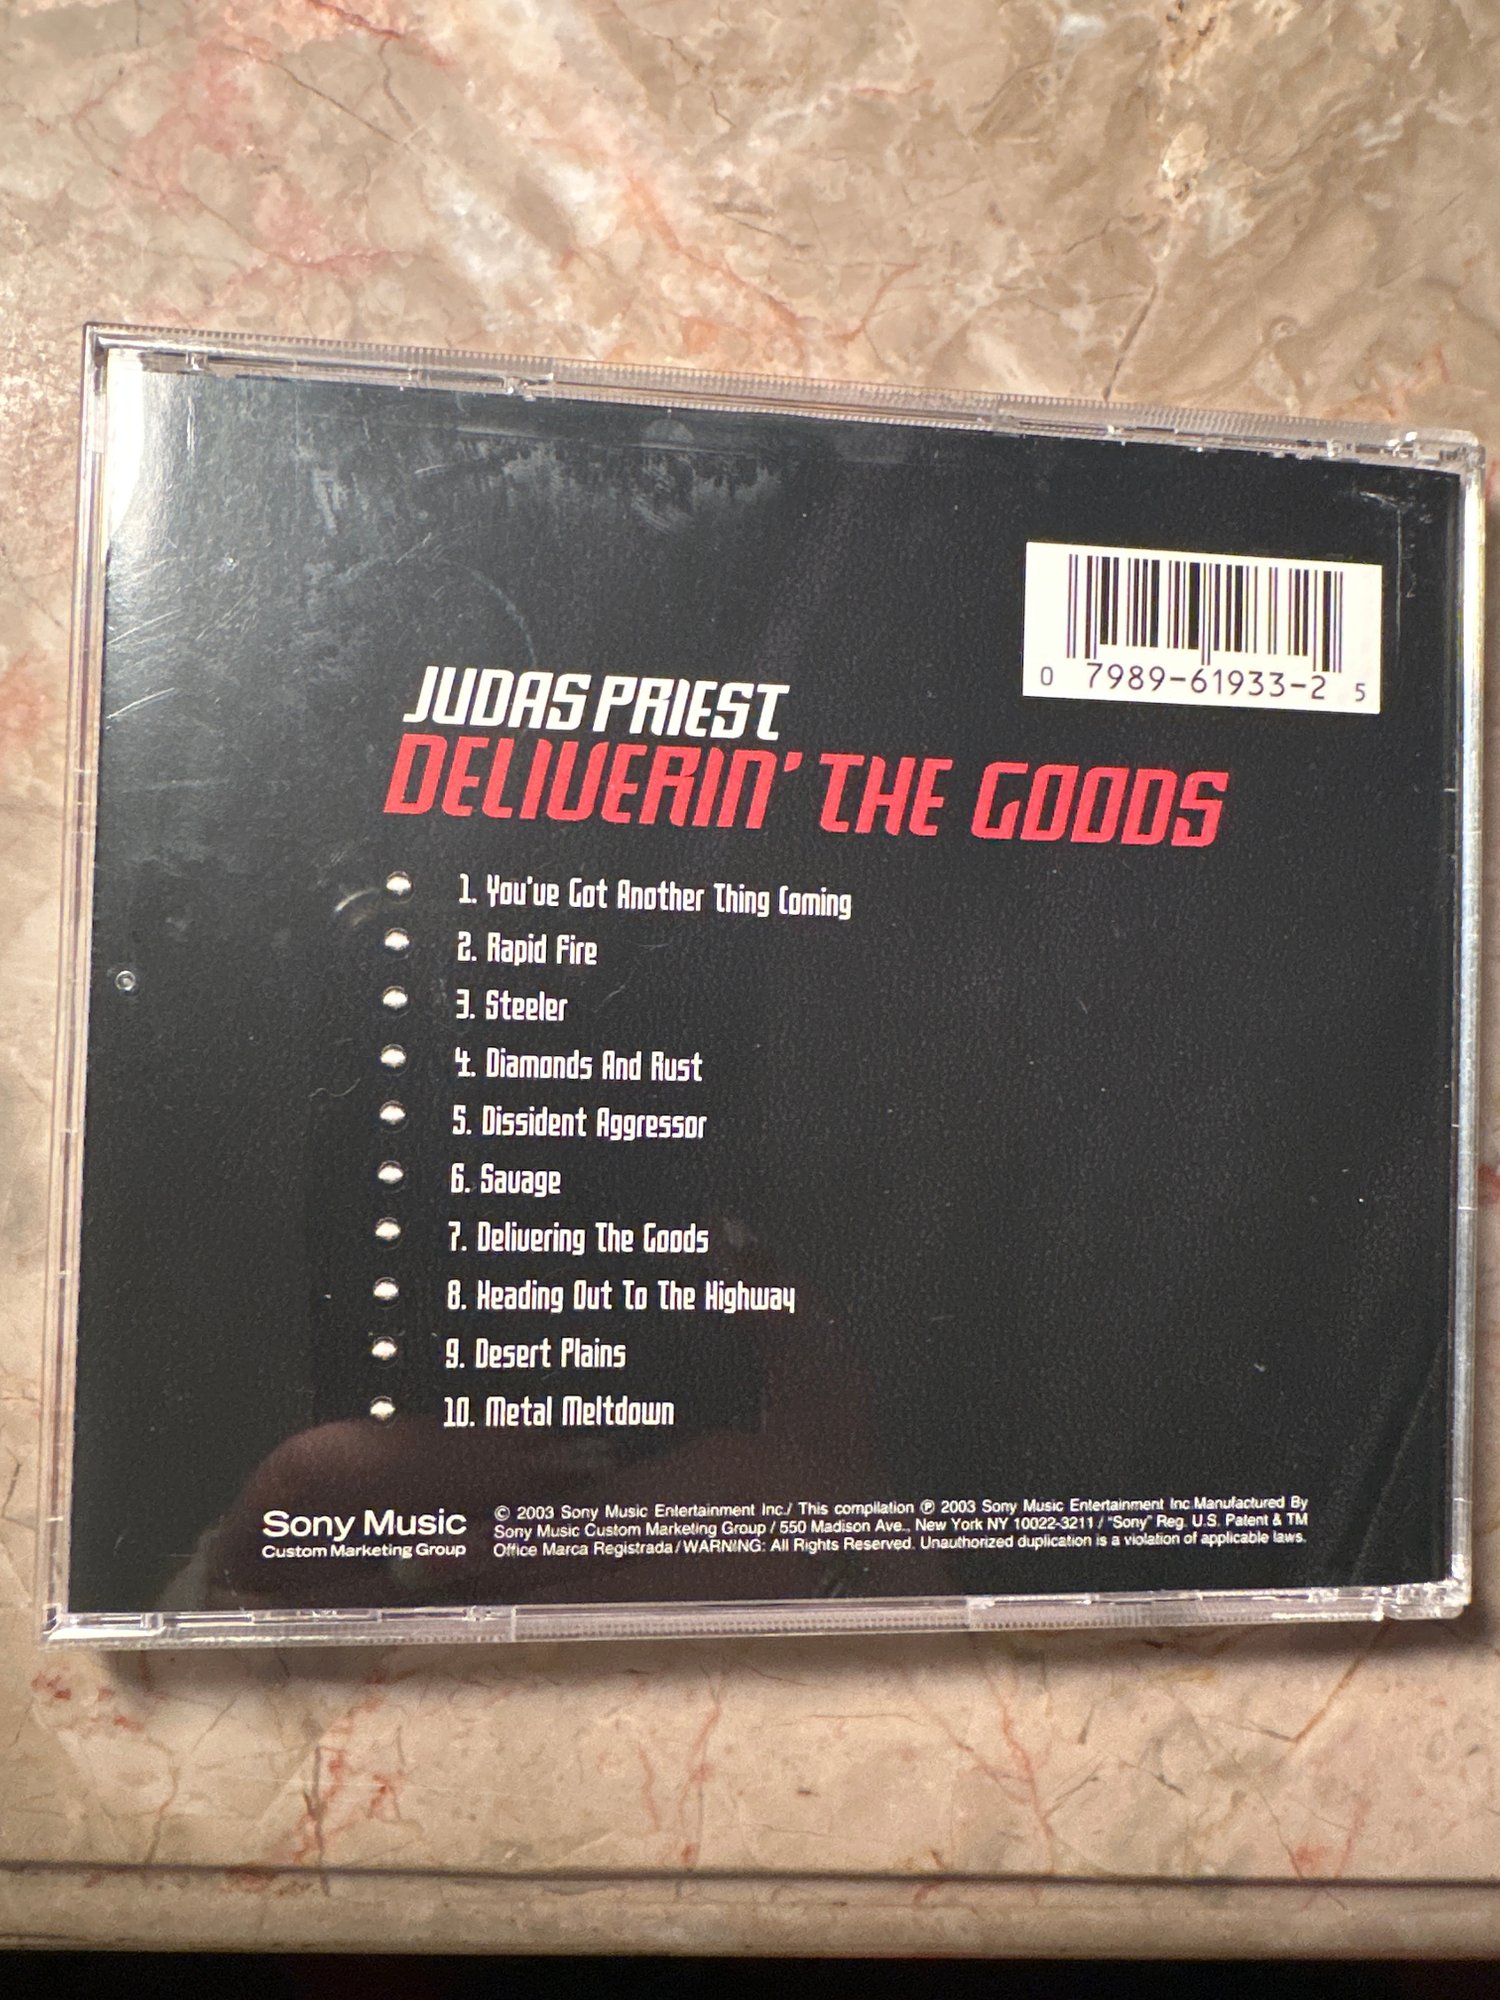 0 7989-61933-2 5
JUDAS PRIEST
DELIVERIN' THE GOODS
1. You've Got Another Thing Coming
2. Rapid Fire
3. Steeler
4. Diamonds And Rust
5. Dissident Aggressor
6. Savage
7. Delivering The Goods
8. Heading Out To The Highway
9. Desert Plains
10. Metal Meltdown
Sony Music
Custom Marketing Group
© 2003 Sony Music Entertainment Inc./ This compilation ℗ 2003 Sony Music Entertainment Inc.Manufactured By
Sony Music Custom Marketing Group / 550 Madison Ave., New York NY 10022-3211 / "Sony" Reg. U.S. Patent & TM
Office Marca Registrada/WARNING: All Rights Reserved. Unauthorized duplication is a violation of applicable laws.